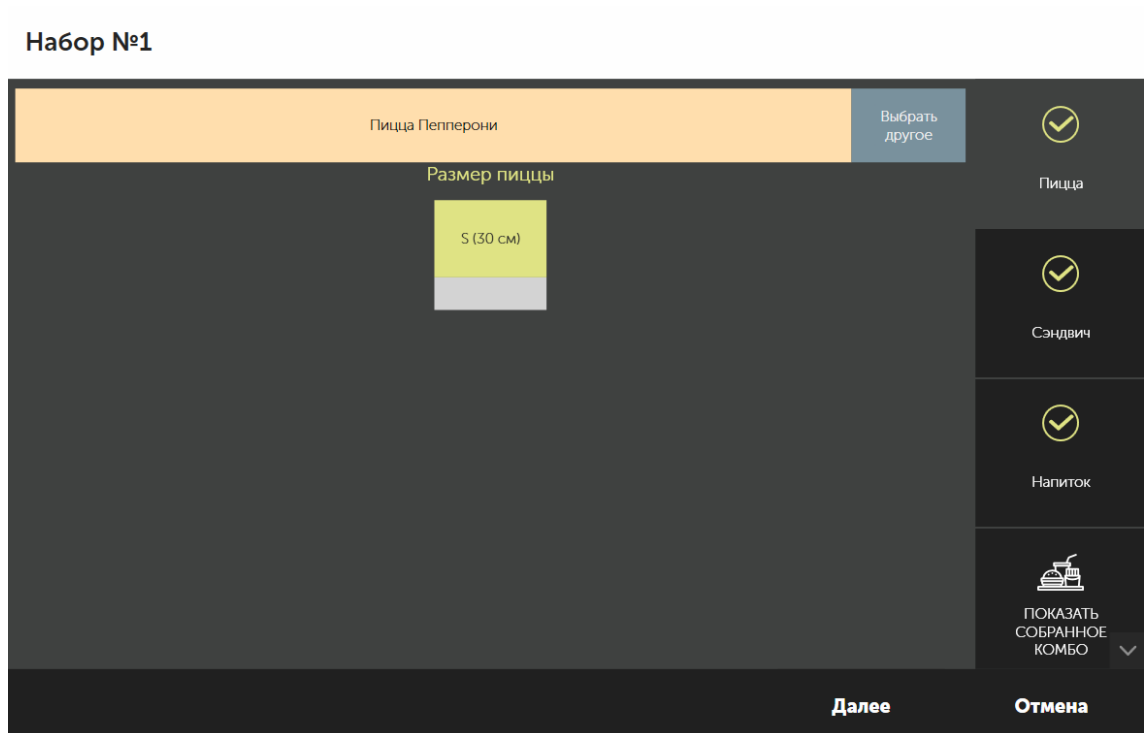 Набор №1
Пицца Пепперони
Выбрать
другое
Размер пиццы
S (30 см)
Пицца
Сэндвич
Напиток
ПОКАЗАТЬ
СОБРАННОЕ
КОМБО
Далее
Отмена